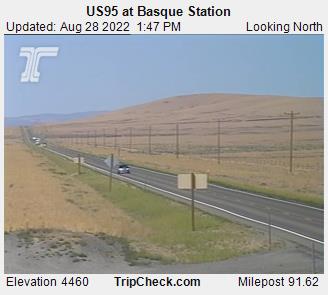 US95 at Basque Station
Updated: Aug 28 2022 1:47 PM Looking North
Elevation 4460 TripCheck.com Milepost 91.62